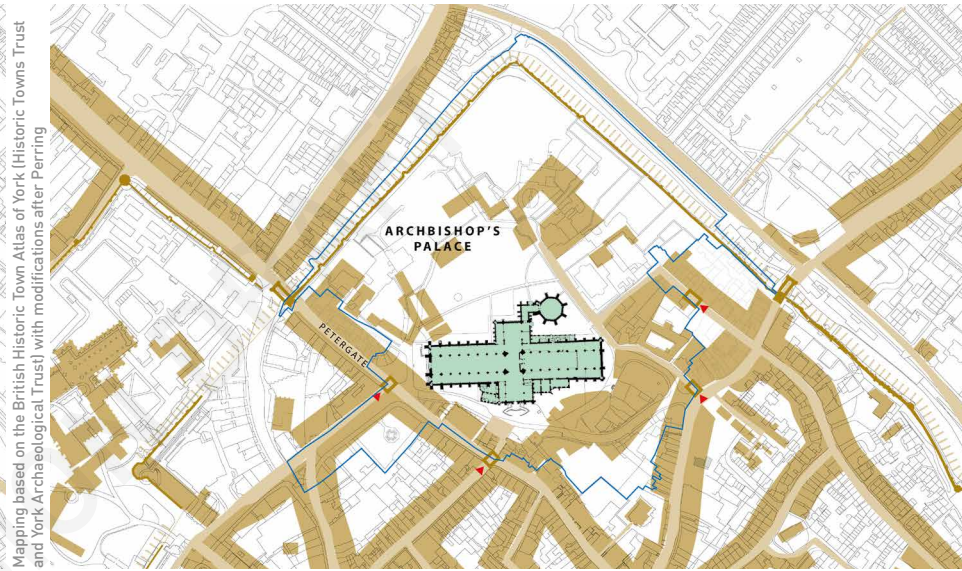 Mapping based on the British Historic Town Atlas of York (Historic Towns Trust
and York Archaeological Trust) with modifications after Perring
ARCHBISHOP'S
PALACE
PETERGATE